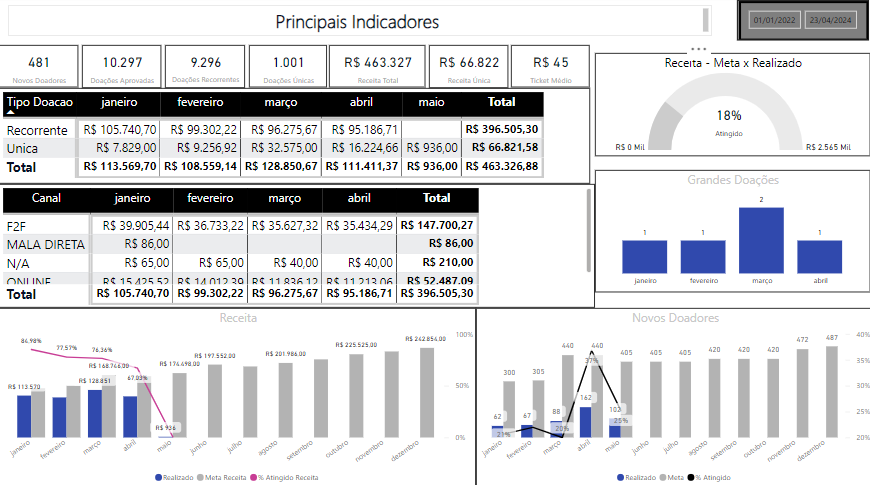 Principais Indicadores
01/01/2022 23/04/2024
481 10.297 9.296 1.001 R$ 463.327 R$ 66.822 R$ 45
Novos Doadores Doações Aprovadas Doações Recorrentes Doações Únicas Receita Total Receita Única Ticket Médio
Tipo Doacao janeiro fevereiro março abril maio Total
Recorrente R$ 105.740,70 R$ 99.302,22 R$ 96.275,67 R$ 95.186,71 R$ 396.505,30
Unica R$ 7.829,00 R$ 9.256,92 R$ 32.575,00 R$ 16.224,66 R$ 936,00 R$ 66.821,58
Total R$ 113.569,70 R$ 108.559,14 R$ 128.850,67 R$ 111.411,37 R$ 936,00 R$ 463.326,88
Receita - Meta x Realizado
18%
Atingido
R$ 0 Mil R$ 2.565 Mil
Canal janeiro fevereiro março abril Total
F2F R$ 39.905,44 R$ 36.733,22 R$ 35.627,32 R$ 35.434,29 R$ 147.700,27
MALA DIRETA R$ 86,00 R$ 86,00
N/A R$ 65,00 R$ 65,00 R$ 40,00 R$ 40,00 R$ 210,00
ONLINE R$ 15.425,52 R$ 14.012,39 R$ 11.836,12 R$ 11.213,06 R$ 52.487,09
Total R$ 105.740,70 R$ 99.302,22 R$ 96.275,67 R$ 95.186,71 R$ 396.505,30
Grandes Doações
1 1 2 1
janeiro fevereiro março abril
Receita
84,98% 77,57% 76,36% 67,03%
R$ 113.570 R$ 128.851 R$ 168.746,00 R$ 936 R$ 174.498,00 R$ 197.552,00 R$ 201.986,00 R$ 225.525,00 R$ 242.854,00
100%
50%
0%
janeiro fevereiro março abril maio junho julho agosto setembro outubro novembro dezembro
Realizado Meta Receita % Atingido Receita
Novos Doadores
300 305 440 440 405 405 405 420 420 420 472 487
62 67 88 162 102
21% 20% 37% 25%
40%
35%
30%
25%
20%
janeiro fevereiro março abril maio junho julho agosto setembro outubro novembro dezembro
Realizado Meta % Atingido